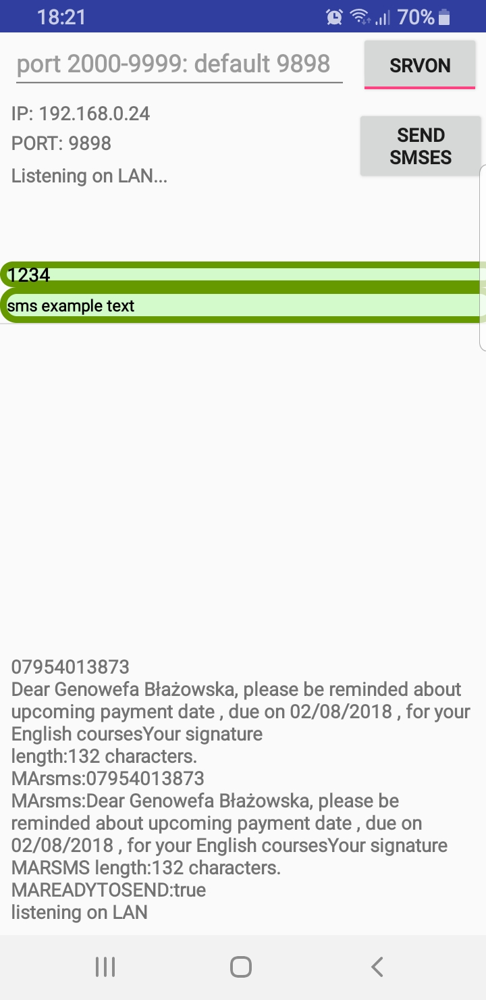 18:21 70%
port 2000-9999: default 9898
SRVON
IP: 192.168.0.24
PORT: 9898
SEND
SMSES
Listening on LAN...
1234
sms example text
07954013873
Dear Genowefa Błażowska, please be reminded about
upcoming payment date , due on 02/08/2018 , for your
English coursesYour signature
length:132 characters.
MArsms:07954013873
MArsms:Dear Genowefa Błażowska, please be
reminded about upcoming payment date , due on
02/08/2018 , for your English coursesYour signature
MARSMS length:132 characters.
MAREADYTOSEND:true
listening on LAN